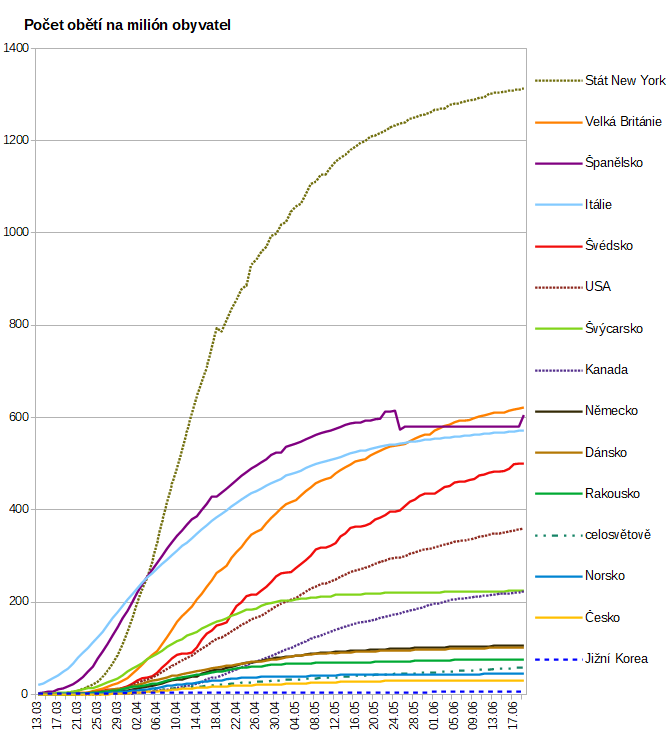 Počet obětí na milión obyvatel
1400
1200
1000
800
600
400
200
0
13.03
17.03
21.03
25.03
29.03
02.04
06.04
10.04
14.04
18.04
22.04
26.04
30.04
04.05
08.05
12.05
16.05
20.05
24.05
28.05
01.06
05.06
09.06
13.06
17.06
Stát New York
Velká Británie
Španělsko
Itálie
Švédsko
USA
Švýcarsko
Kanada
Německo
Dánsko
Rakousko
celosvětově
Norsko
Česko
Jižní Korea